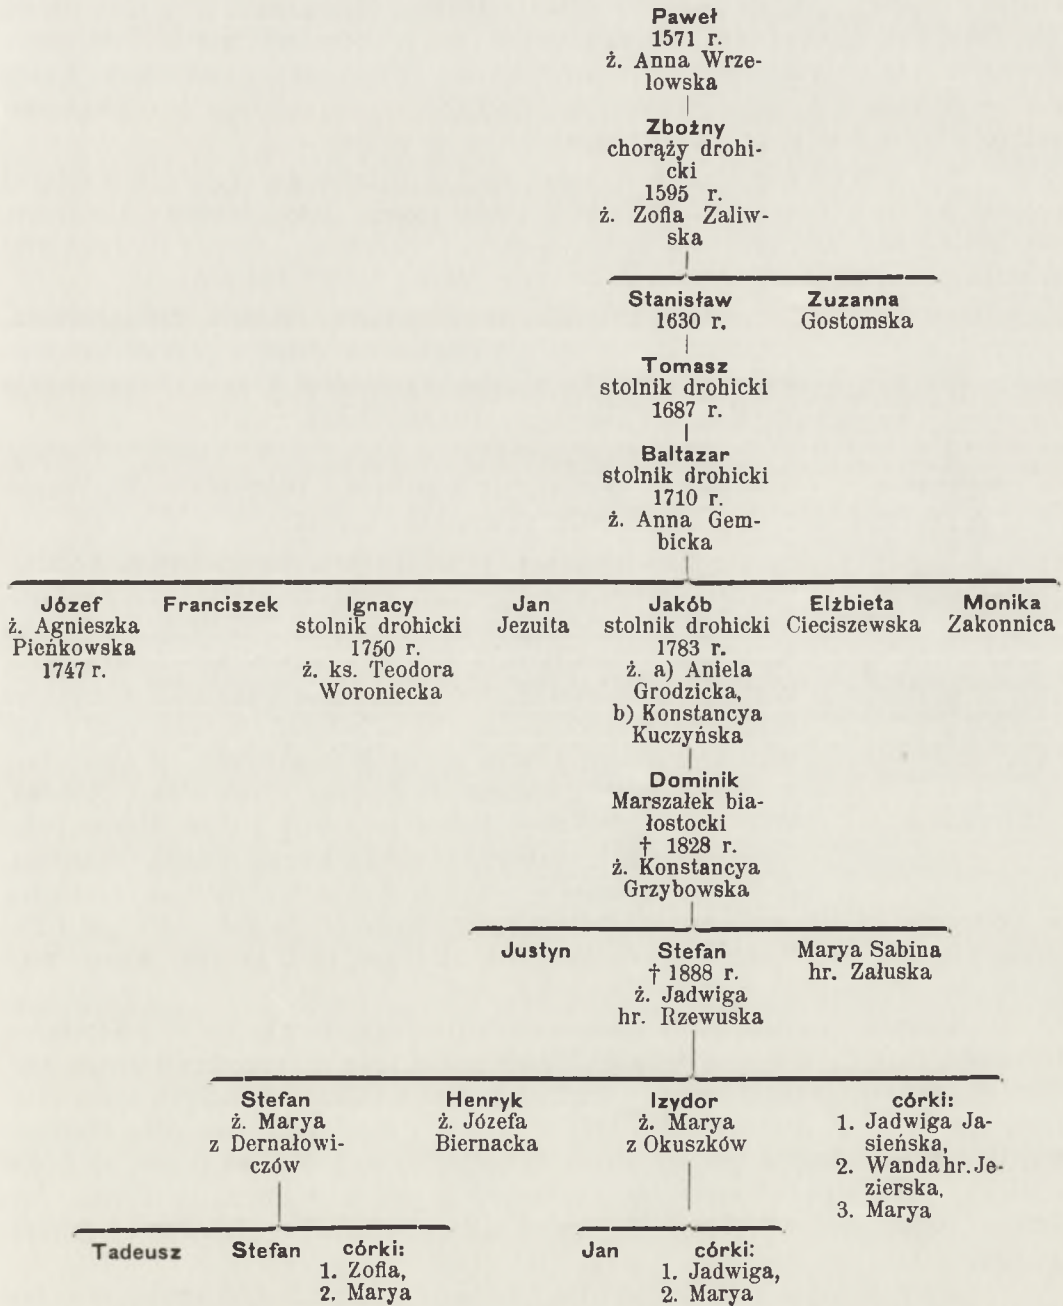 Paweł
1571 r.
ż. Anna Wrze-
lowska
Zbożny
chorąży drohi-
cki
1595 r.
ż. Zofia Zaliw-
ska
Stanisław
1630 r.
Zuzanna
Gostomska
Tomasz
stolnik drohicki
1687 r.
Baltazar
stolnik drohicki
1710 r.
ż. Anna Gem-
bicka
Józef
ż. Agnieszka
Pieńkowska
1747 r.
Franciszek
Ignacy
stolnik drohicki
1750 r.
ż. ks. Teodora
Woroniecka
Jan
Jezuita
Jakób
stolnik drohicki
1783 r.
ż. a) Aniela
Grodzicka,
b) Konstancya
Kuczyńska
Elżbieta
Cieciszewska
Monika
Zakonnica
Dominik
Marszałek bia-
łostocki
† 1828 r.
ż. Konstancya
Grzybowska
Justyn
Stefan
† 1888 r.
ż. Jadwiga
hr. Rzewuska
Marya Sabina
hr. Załuska
Stefan
ż. Marya
z Dernałowi-
czów
Henryk
ż. Józefa
Biernacka
Izydor
ż. Marya
z Okuszków
córki:
1. Jadwiga Ja-
sieńska,
2. Wanda hr. Je-
zierska,
3. Marya
Tadeusz
Stefan
córki:
1. Zofia,
2. Marya
Jan
córki:
1. Jadwiga,
2. Marya